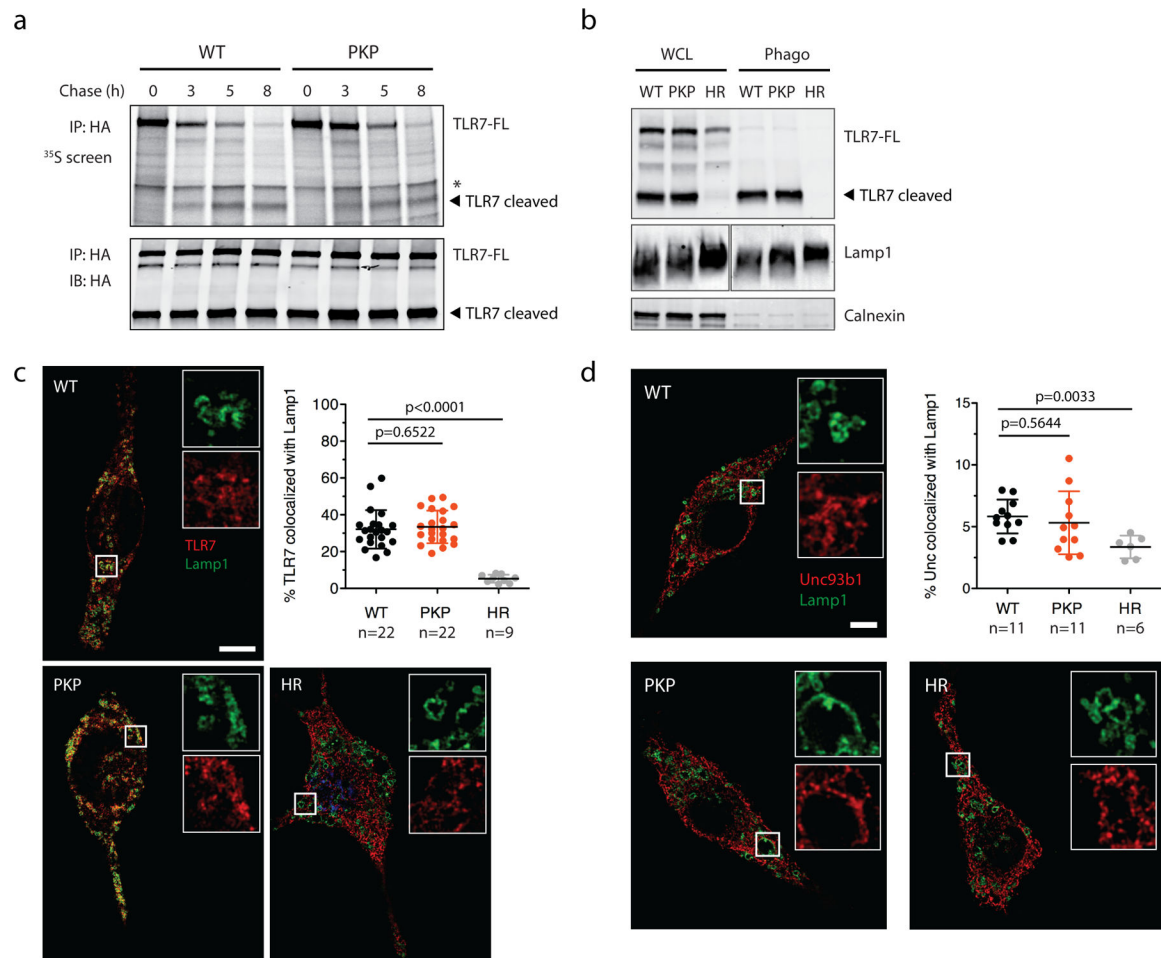 a
WT PKP
Chase (h) 0 3 5 8 0 3 5 8
IP: HA
TLR7-FL
³⁵S screen
*
◄ TLR7 cleaved
IP: HA
TLR7-FL
IB: HA
◄ TLR7 cleaved
b
WCL Phago
WT PKP HR WT PKP HR
TLR7-FL
◄ TLR7 cleaved
Lamp1
Calnexin
c
WT
TLR7
Lamp1
% TLR7 colocalized with Lamp1
100
80
60
40
20
0
p<0.0001
p=0.6522
WT PKP HR
n=22 n=22 n=9
PKP
HR
d
WT
Unc93b1
Lamp1
% Unc colocalized with Lamp1
15
10
5
0
p=0.0033
p=0.5644
WT PKP HR
n=11 n=11 n=6
PKP
HR